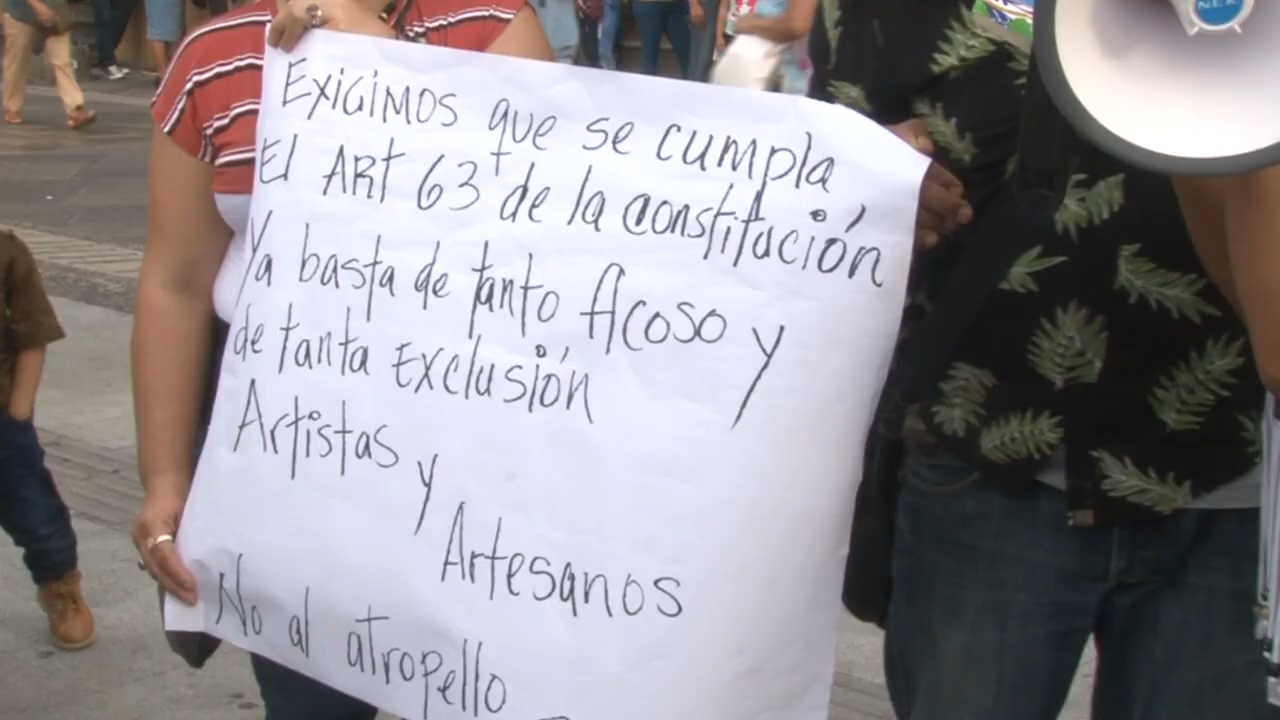 Exigimos que se cumpla
El ART 63 de la constitución
Ya basta de tanto Acoso y
de tanta Exclusión
Artistas y
Artesanos
No al atropello
NEK